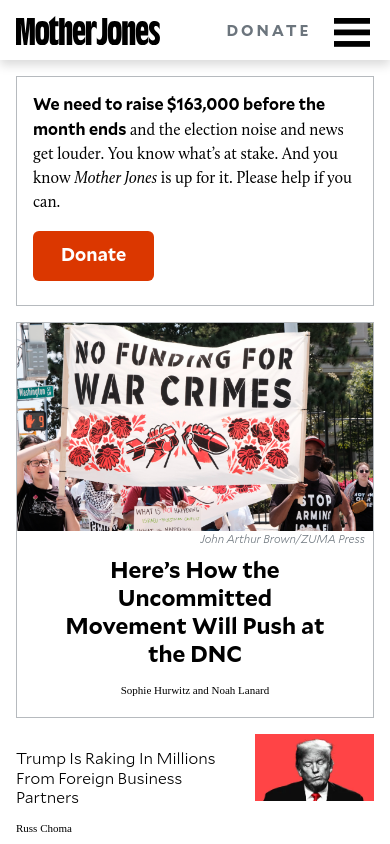 Mother Jones
DONATE
We need to raise $163,000 before the
month ends and the election noise and news
get louder. You know what’s at stake. And you
know Mother Jones is up for it. Please help if you
can.
Donate
NO FUNDING FOR
WAR CRIMES
Washington
WHAT IS HAPPENING
STOP
ARMING
ISRAEL
John Arthur Brown/ZUMA Press
Here’s How the
Uncommitted
Movement Will Push at
the DNC
Sophie Hurwitz and Noah Lanard
Trump Is Raking In Millions
From Foreign Business
Partners
Russ Choma